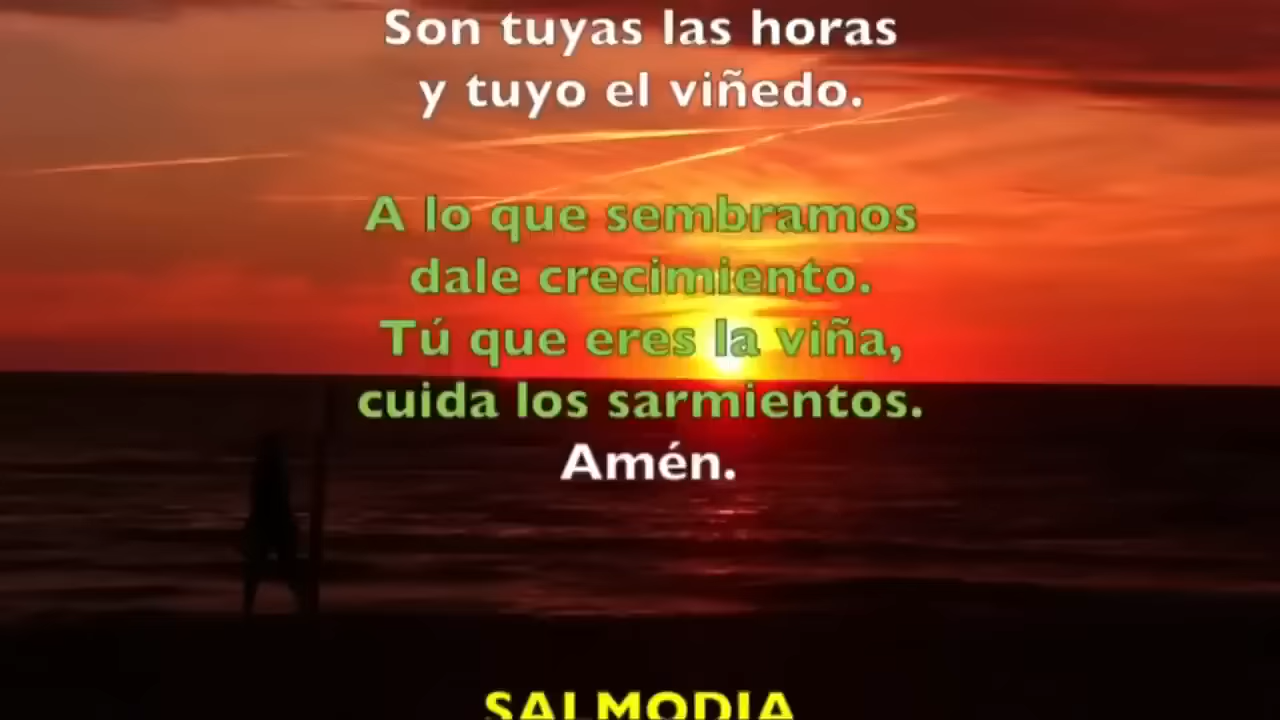 Son tuyas las horas
y tuyo el viñedo.
A lo que sembramos
dale crecimiento.
Tú que eres la viña,
cuida los sarmientos.
Amén.
SALMODIA